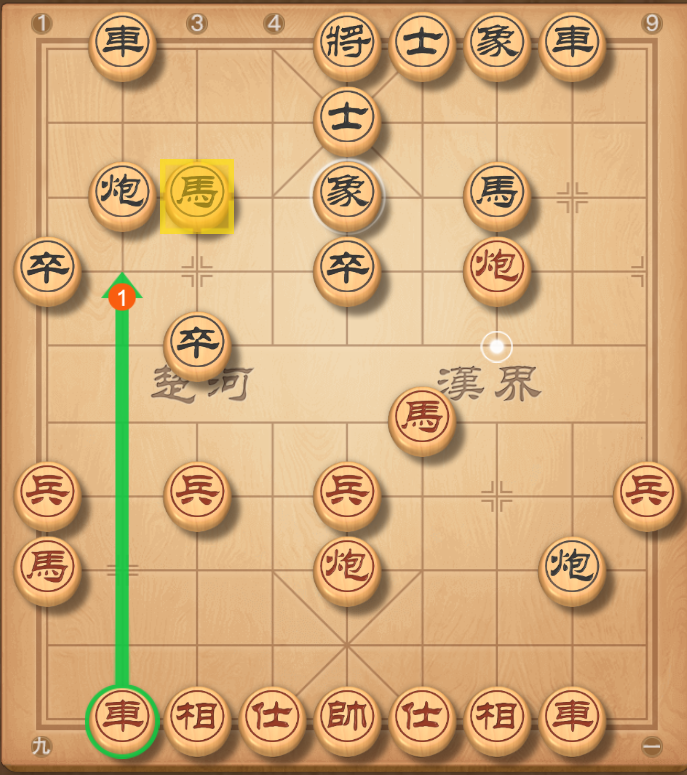 1 3 4 9
車 將 士 象 車
士
炮 馬 象 馬
卒 卒 炮
1
卒
楚河 漢界
馬
兵 兵 兵 兵
馬 炮 炮
車 相 仕 帥 仕 相 車
九 一